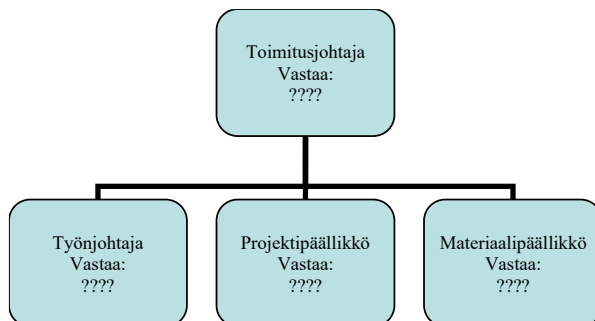 Toimitusjohtaja
Vastaa:
????
Työnjohtaja
Vastaa:
????
Projektipäällikkö
Vastaa:
????
Materiaalipäällikkö
Vastaa:
????